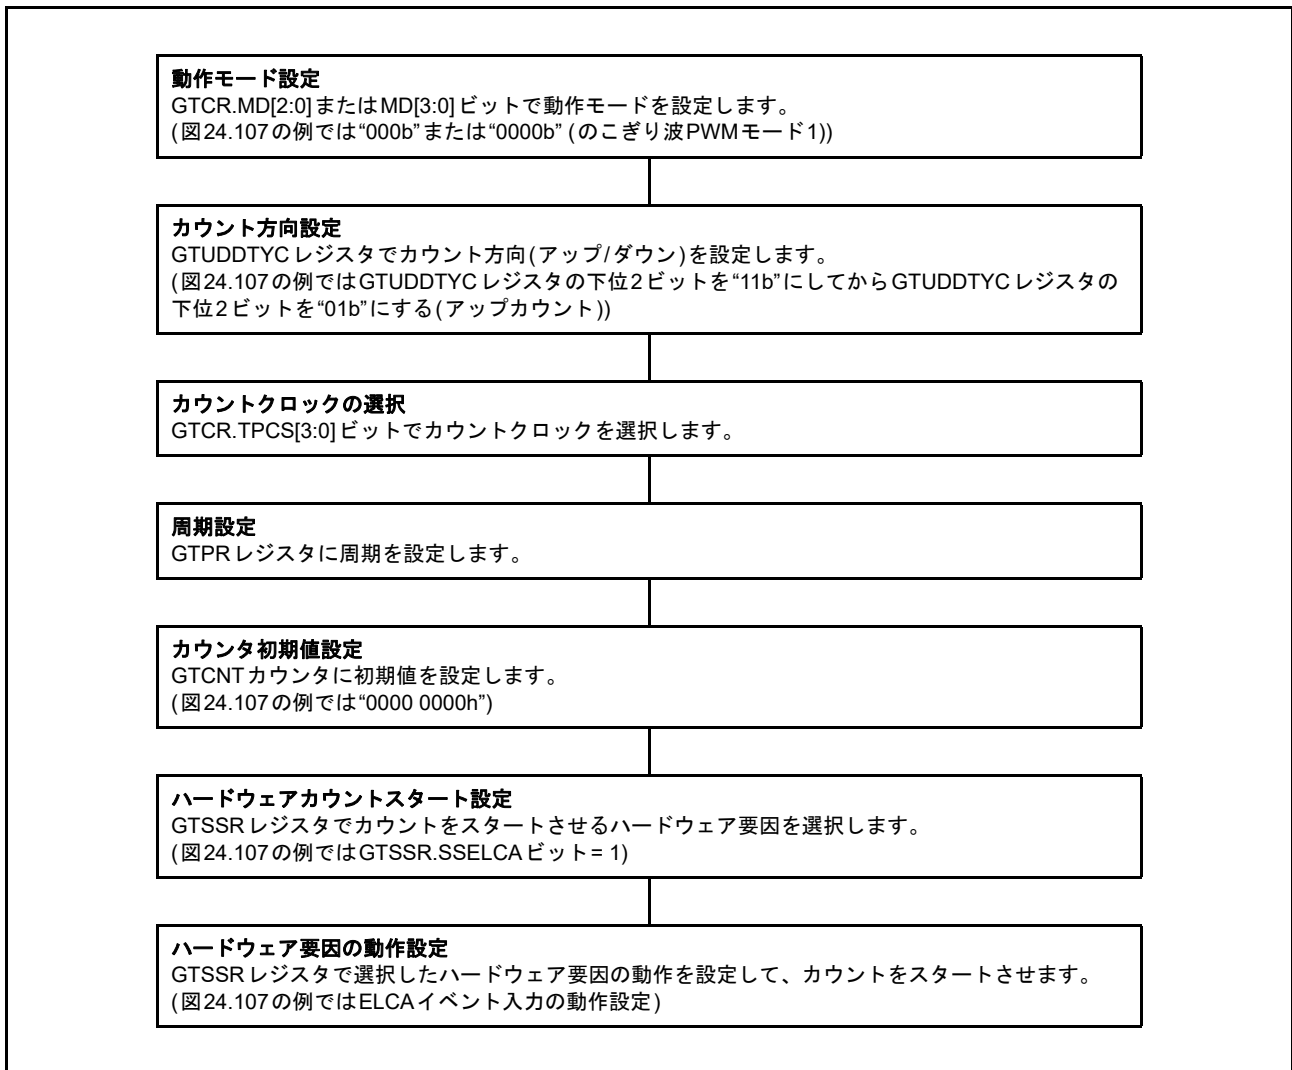 動作モード設定
GTCR.MD[2:0]またはMD[3:0]ビットで動作モードを設定します。
(図24.107の例では“000b”または“0000b” (のこぎり波PWMモード1))
カウント方向設定
GTUDDTYCレジスタでカウント方向(アップ/ダウン)を設定します。
(図24.107の例ではGTUDDTYCレジスタの下位2ビットを“11b”にしてからGTUDDTYCレジスタの
下位2ビットを“01b”にする(アップカウント))
カウントクロックの選択
GTCR.TPCS[3:0]ビットでカウントクロックを選択します。
周期設定
GTPRレジスタに周期を設定します。
カウンタ初期値設定
GTCNTカウンタに初期値を設定します。
(図24.107の例では“0000 0000h”)
ハードウェアカウントスタート設定
GTSSRレジスタでカウントをスタートさせるハードウェア要因を選択します。
(図24.107の例ではGTSSR.SSELCAビット= 1)
ハードウェア要因の動作設定
GTSSRレジスタで選択したハードウェア要因の動作を設定して、カウントをスタートさせます。
(図24.107の例ではELCAイベント入力の動作設定)